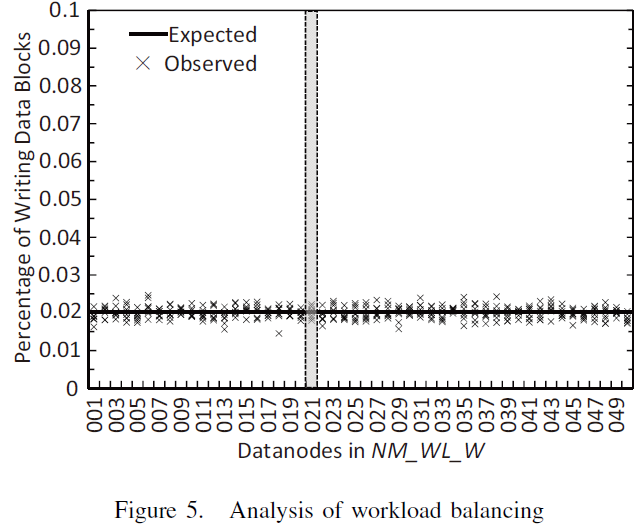 0.1
0.09
0.08
0.07
0.06
0.05
0.04
0.03
0.02
0.01
0
Percentage of Writing Data Blocks
Expected
Observed
001 003 005 007 009 011 013 015 017 019 021 023 025 027 029 031 033 035 037 039 041 043 045 047 049
Datanodes in NM_WL_W
Figure 5. Analysis of workload balancing